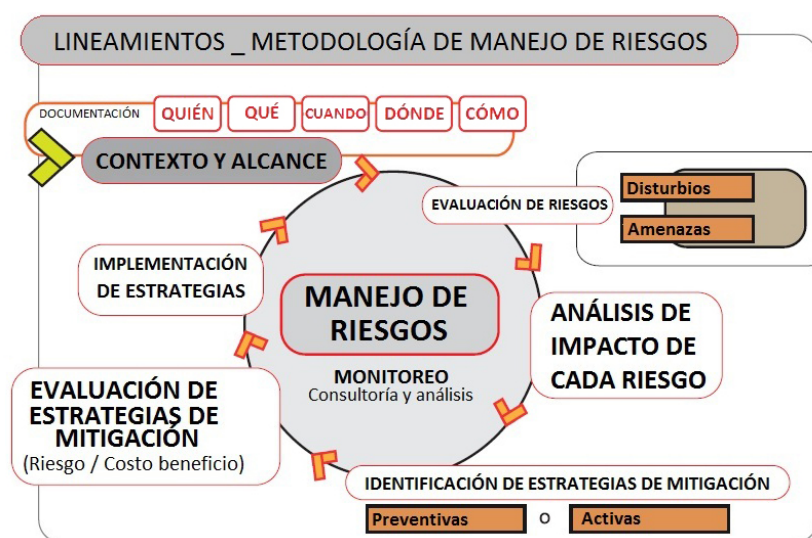 LINEAMIENTOS _ METODOLOGÍA DE MANEJO DE RIESGOS
DOCUMENTACIÓN QUIÉN QUÉ CUANDO DÓNDE CÓMO
CONTEXTO Y ALCANCE
EVALUACIÓN DE RIESGOS
Disturbios
Amenazas
ANÁLISIS DE
IMPACTO DE
CADA RIESGO
IDENTIFICACIÓN DE ESTRATEGIAS DE MITIGACIÓN
Preventivas O Activas
EVALUACIÓN DE
ESTRATEGIAS DE
MITIGACIÓN
(Riesgo / Costo beneficio)
IMPLEMENTACIÓN
DE ESTRATEGIAS
MANEJO DE
RIESGOS
MONITOREO
Consultoría y análisis